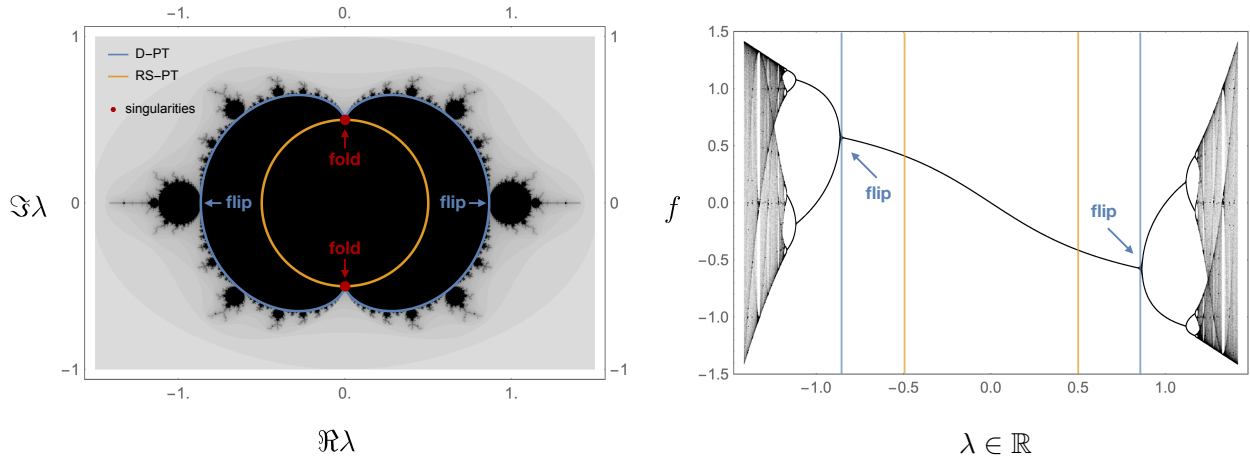 −1. 0. 1.
1 1
D−PT
RS−PT
singularities
fold
ℑλ 0 flip flip 0
fold
−1 −1
−1. 0. 1.
ℜλ
1.5
1.0
0.5
flip
f 0.0
flip
−0.5
−1.0
−1.5
−1.0 −0.5 0.0 0.5 1.0
λ ∈ ℝ